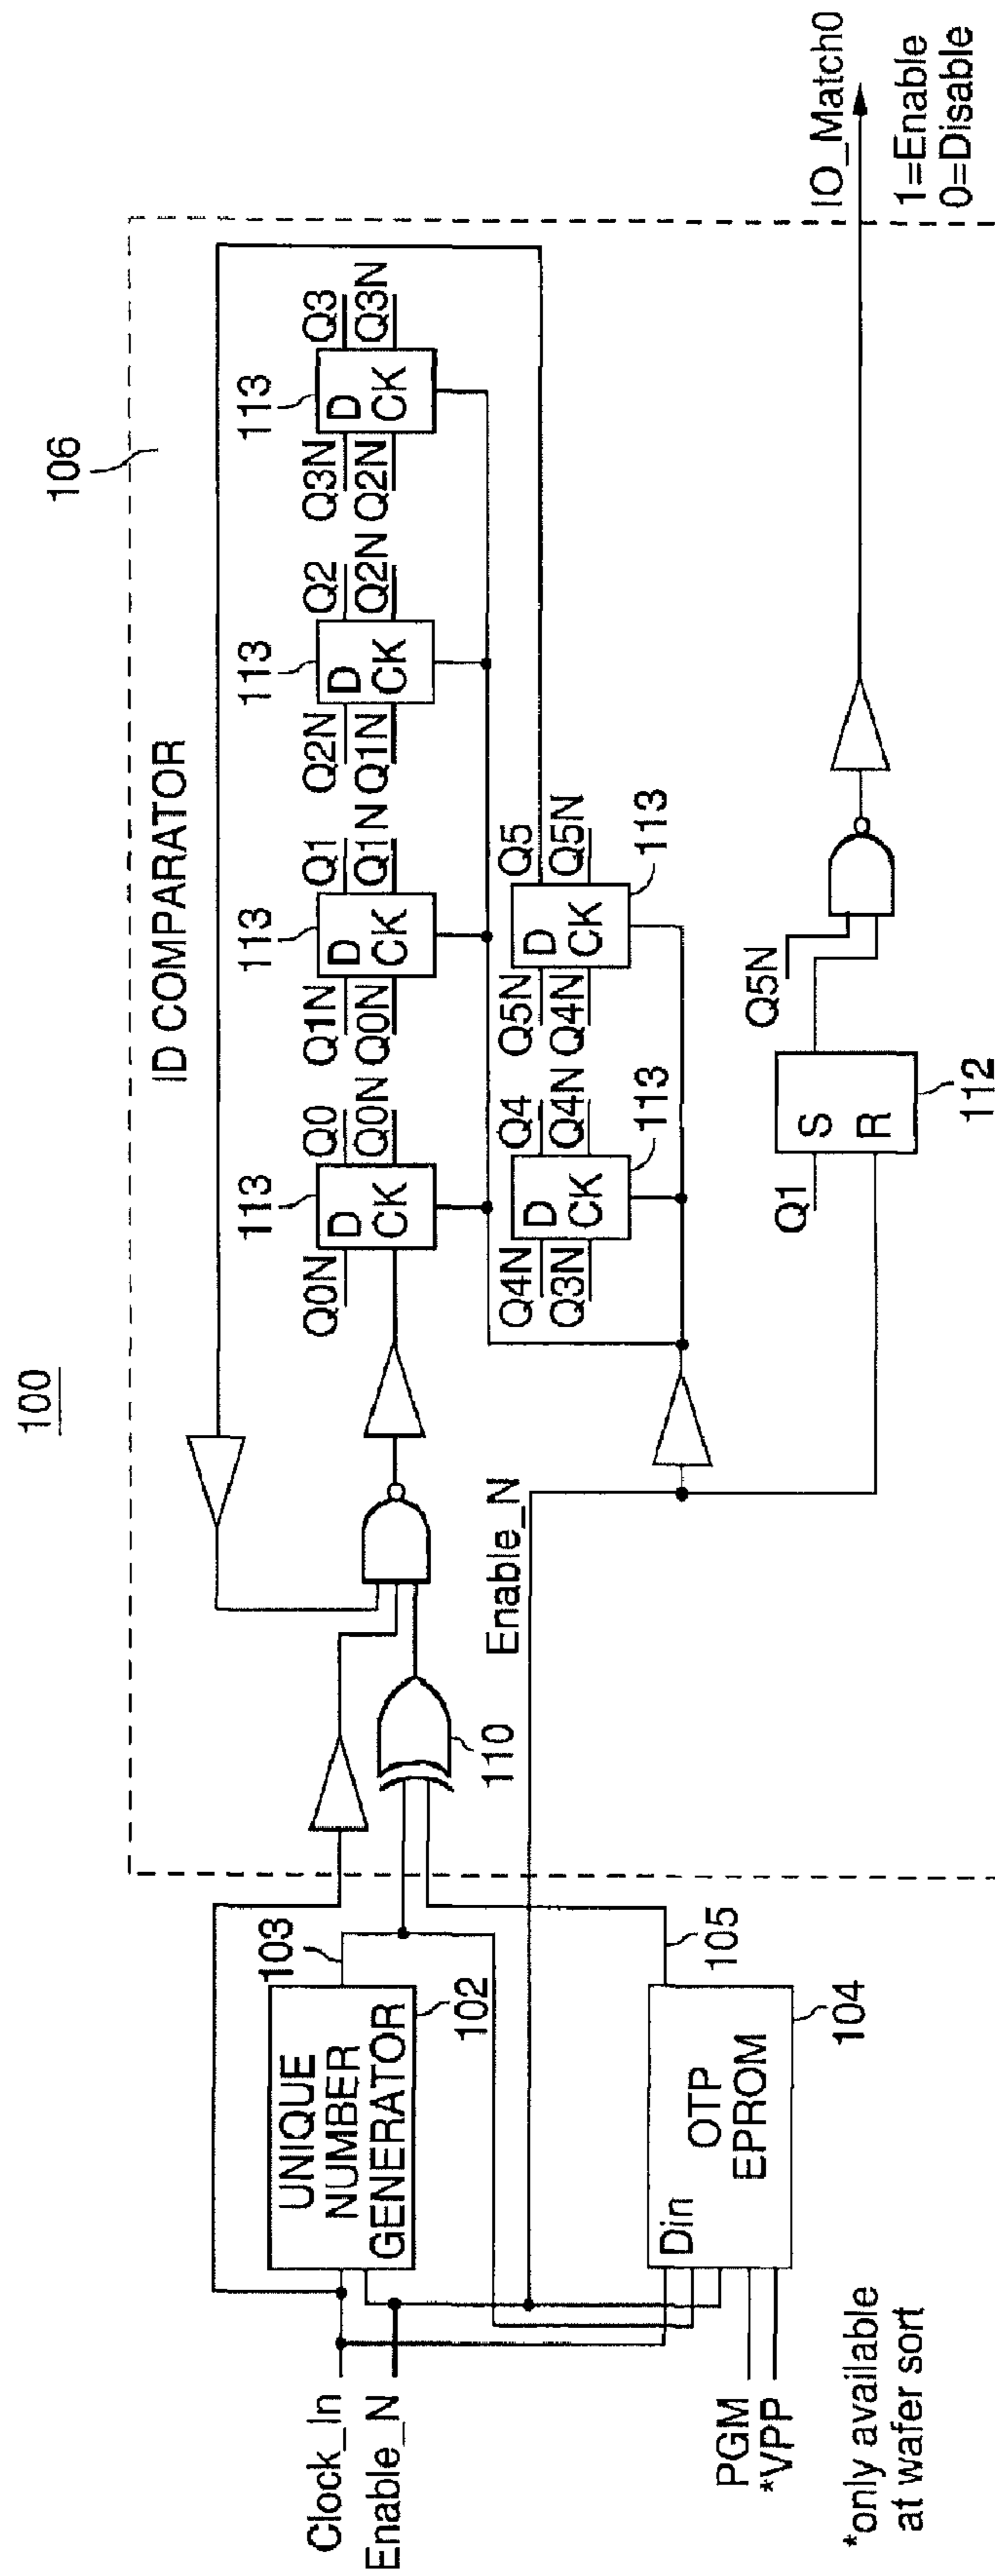 100
106
ID COMPARATOR
Clock_In
Enable_N
UNIQUE
NUMBER
GENERATOR
102
103
110
113
Q0N
D
CK
Q0
Q0N
113
Q1N
Q0N
D
CK
Q1
Q1N
113
Q2N
Q1N
D
CK
Q2
Q2N
113
Q3N
Q2N
D
CK
Q3
Q3N
Enable_N
Q4N
Q3N
D
CK
Q4
Q4N
113
Q5N
Q4N
D
CK
Q5
Q5N
113
PGM
*VPP
Din
OTP
EPROM
104
105
Q1
S
R
112
Q5N
IO_Match0
1=Enable
0=Disable
*only available
at wafer sort